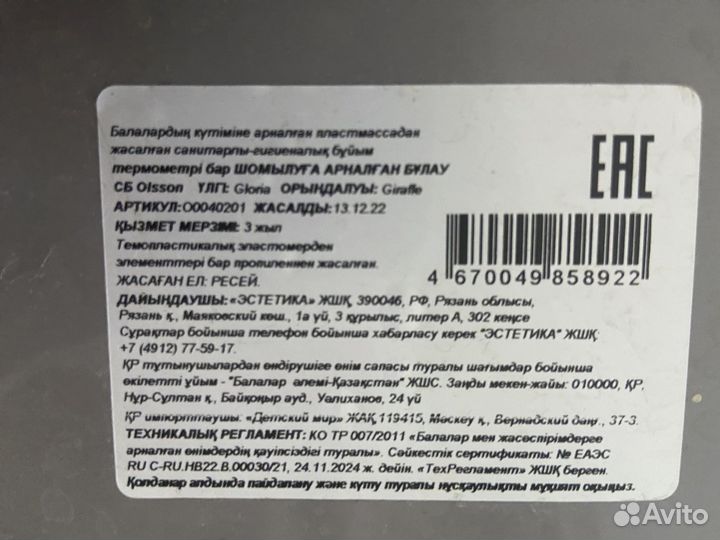 Балалардың күтіміне арналған пластмассадан
жасалған санитарлы-гигиеналық бұйым
термометрі бар ШОМЫЛУҒА АРНАЛҒАН БҰЛАУ
СБ Olsson ҮЛГІ: Gloria ОРЫНДАЛУЫ: Giraffe
АРТИКУЛ:О0040201 ЖАСАЛДЫ:13.12.22
ҚЫЗМЕТ МЕРЗІМІ: 3 жыл
Темопластикалық эластомерден
элементтері бар пропиленнен жасалған.
ЖАСАҒАН ЕЛ: РЕСЕЙ.
EAC
4 670049 858922
ДАЙЫНДАУШЫ: «ЭСТЕТИКА» ЖШҚ, 390046, РФ, Рязань облысы,
Рязань қ., Маяковский көш., 1а үй, 3 құрылыс, литер А, 302 кеңсе
Сұрақтар бойынша телефон бойынша хабарласу керек "ЭСТЕТИКА" ЖШҚ:
+7 (4912) 77-59-17.
ҚР тұтынушылардан өндірушіге өнім сапасы туралы шағымдар бойынша
өкілетті ұйым - "Балалар әлемі-Қазақстан" ЖШС. Заңды мекен-жайы: 010000, ҚР,
Нұр-Сұлтан қ., Байқоңыр ауд., Уалиханов, 24 үй
ҚР импорттаушы: «Детский мир» ЖАҚ,119415, Мәскеу қ., Вернадский даңғ., 37-3.
ТЕХНИКАЛЫҚ РЕГЛАМЕНТ: КО ТР 007/2011 «Балалар мен жасөспірімдерге
арналған өнімдердің қауіпсіздігі туралы». Сәйкестік сертификаты: № ЕАЭС
RU C-RU.НВ22.В.00030/21, 24.11.2024 ж. дейін. «ТехРегламент» ЖШҚ берген.
Қолданар алдында пайдалану және күту туралы нұсқаулықты мұқият оқыңыз.
Avito